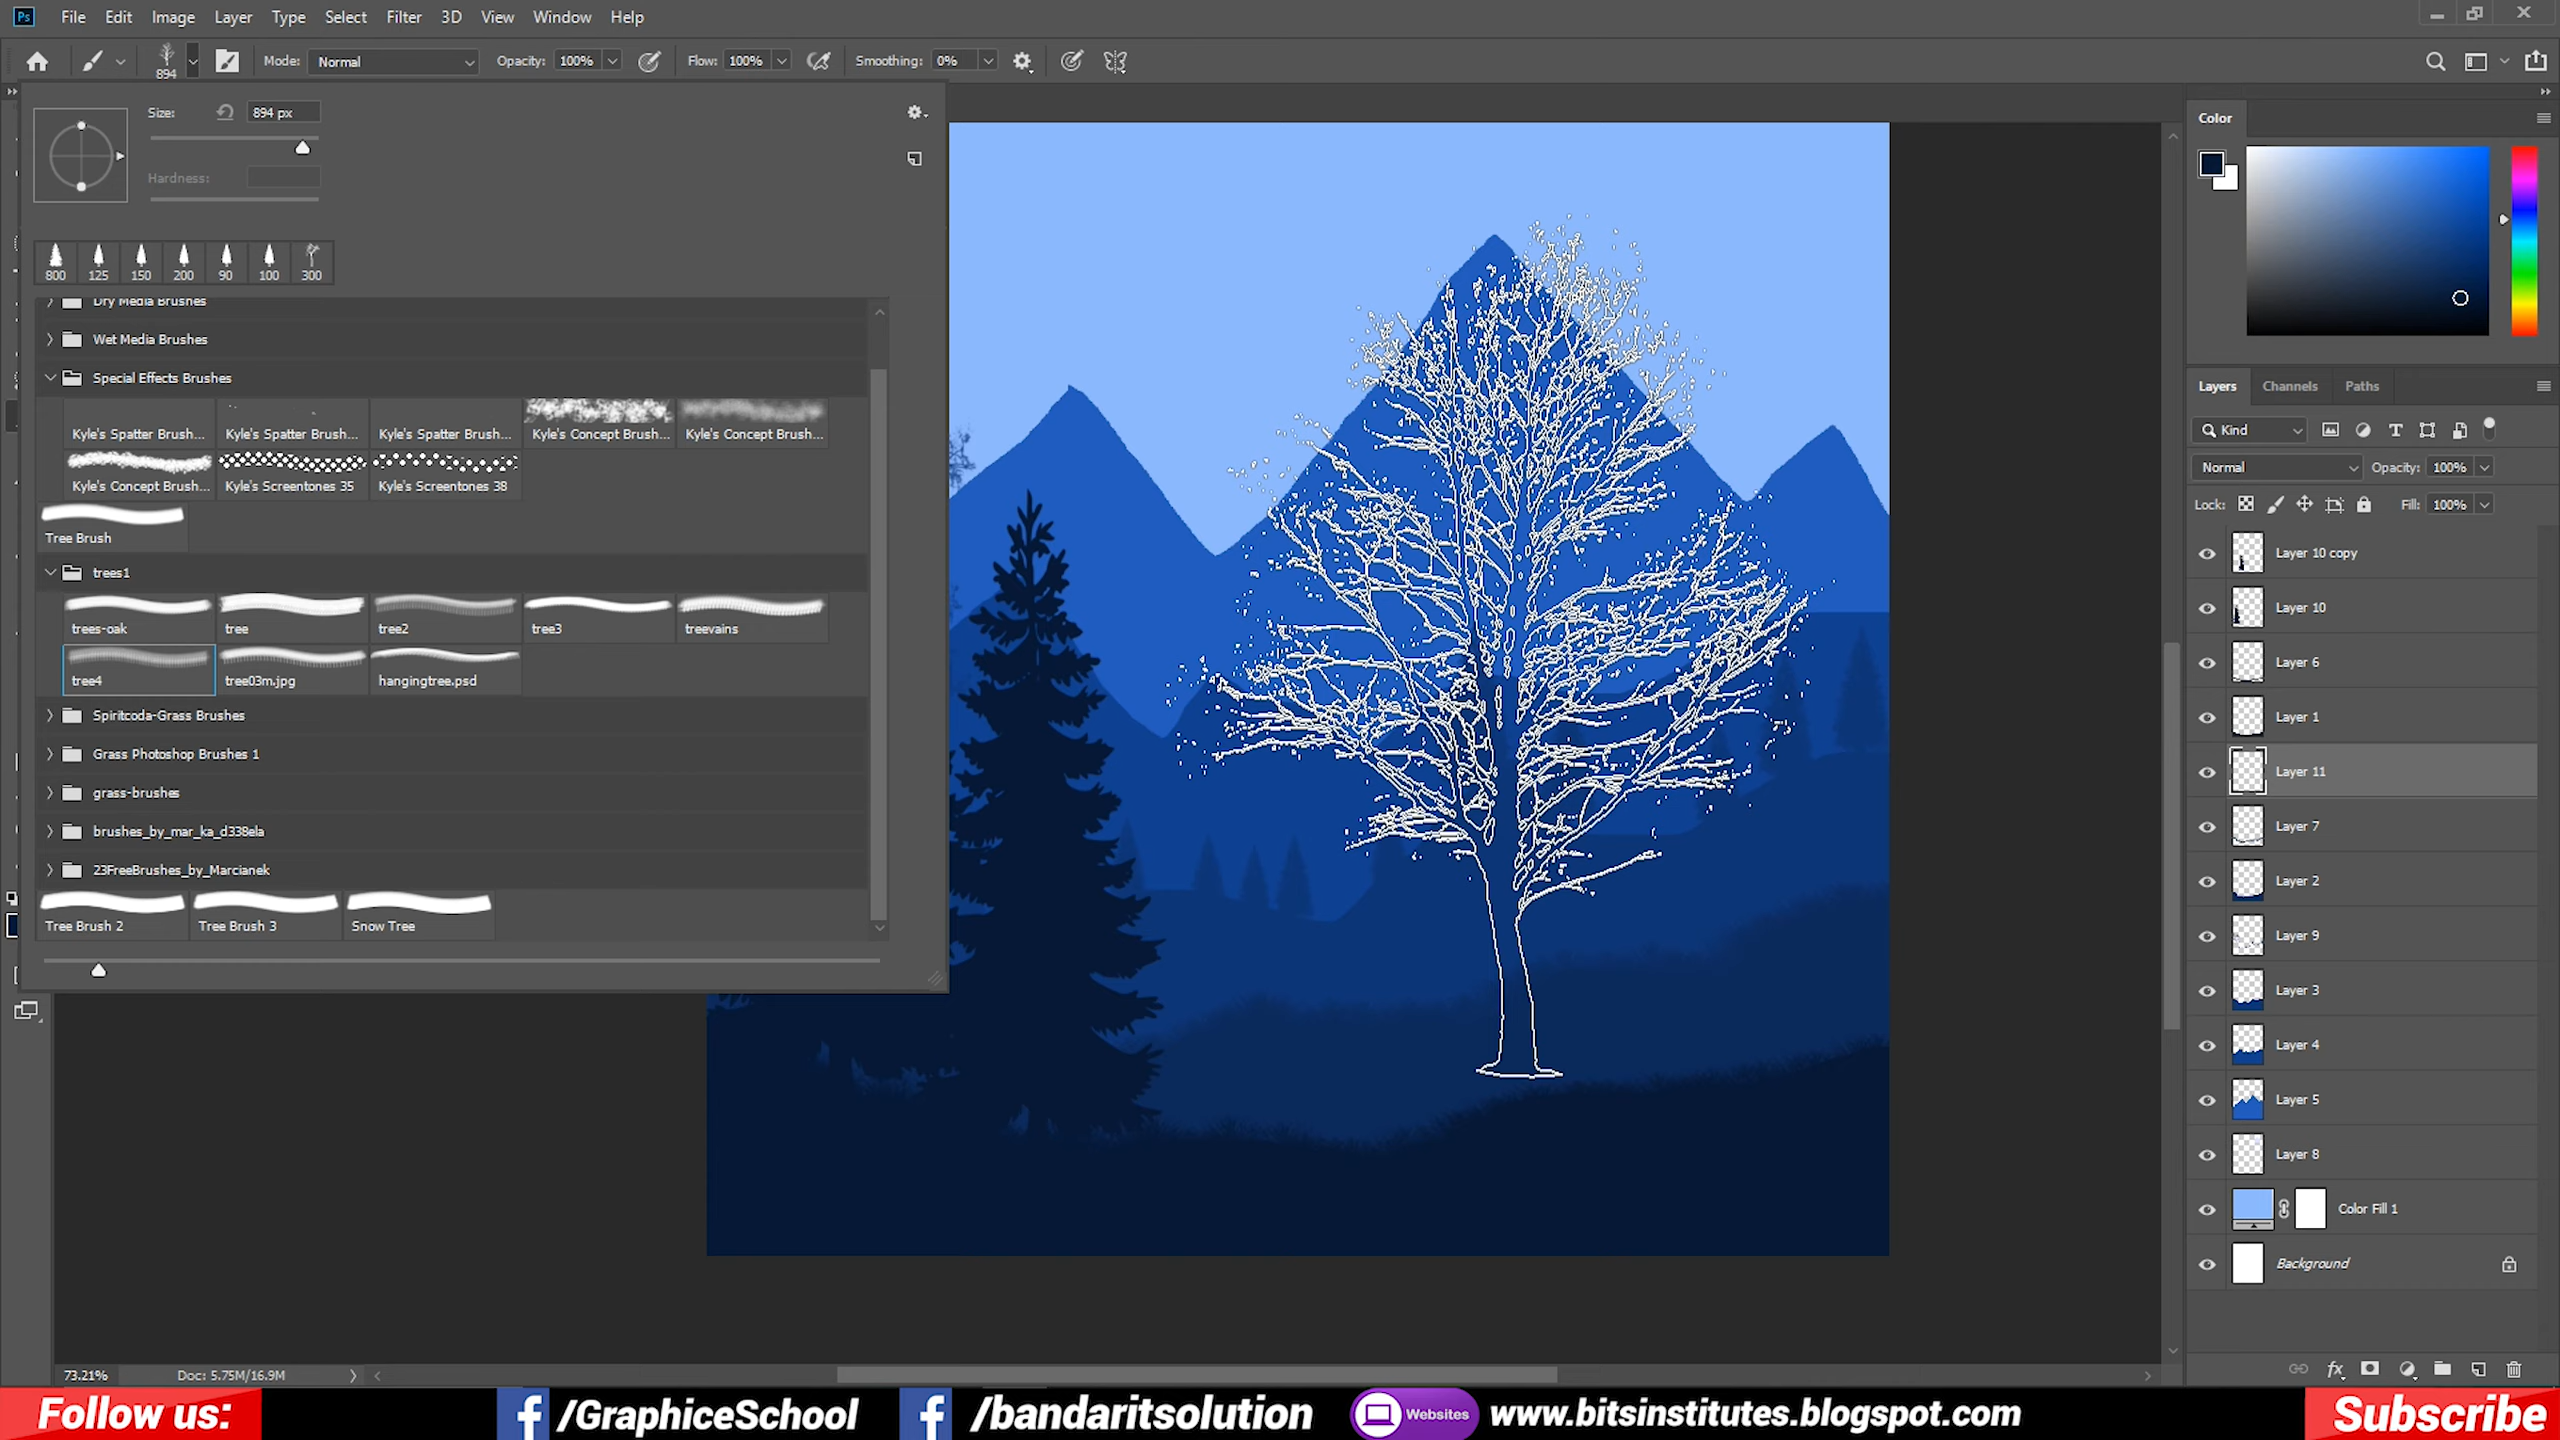 Ps File Edit Image Layer Type Select Filter 3D View Window Help
894 Mode: Normal Opacity: 100% Flow: 100% Smoothing: 0%
Size: 894 px
Hardness:
800 125 150 200 90 100 300
Dry Media Brushes
Wet Media Brushes
Special Effects Brushes
Kyle's Spatter Brush... Kyle's Spatter Brush... Kyle's Spatter Brush... Kyle's Concept Brush... Kyle's Concept Brush...
Kyle's Concept Brush... Kyle's Screentones 35 Kyle's Screentones 38
Tree Brush
trees1
trees-oak tree tree2 tree3 treevains
tree4 tree03m.jpg hangingtree.psd
Spiritcoda-Grass Brushes
Grass Photoshop Brushes 1
grass-brushes
brushes_by_mar_ka_d338ela
23FreeBrushes_by_Marcianek
Tree Brush 2 Tree Brush 3 Snow Tree
Color
Layers Channels Paths
Kind
Normal Opacity: 100%
Lock: Fill: 100%
Layer 10 copy
Layer 10
Layer 6
Layer 1
Layer 11
Layer 7
Layer 2
Layer 9
Layer 3
Layer 4
Layer 5
Layer 8
Color Fill 1
Background
fx
73.21% Doc: 5.75M/16.9M
Follow us: f /GraphiceSchool f /bandaritsolution Websites www.bitsinstitutes.blogspot.com Subscribe